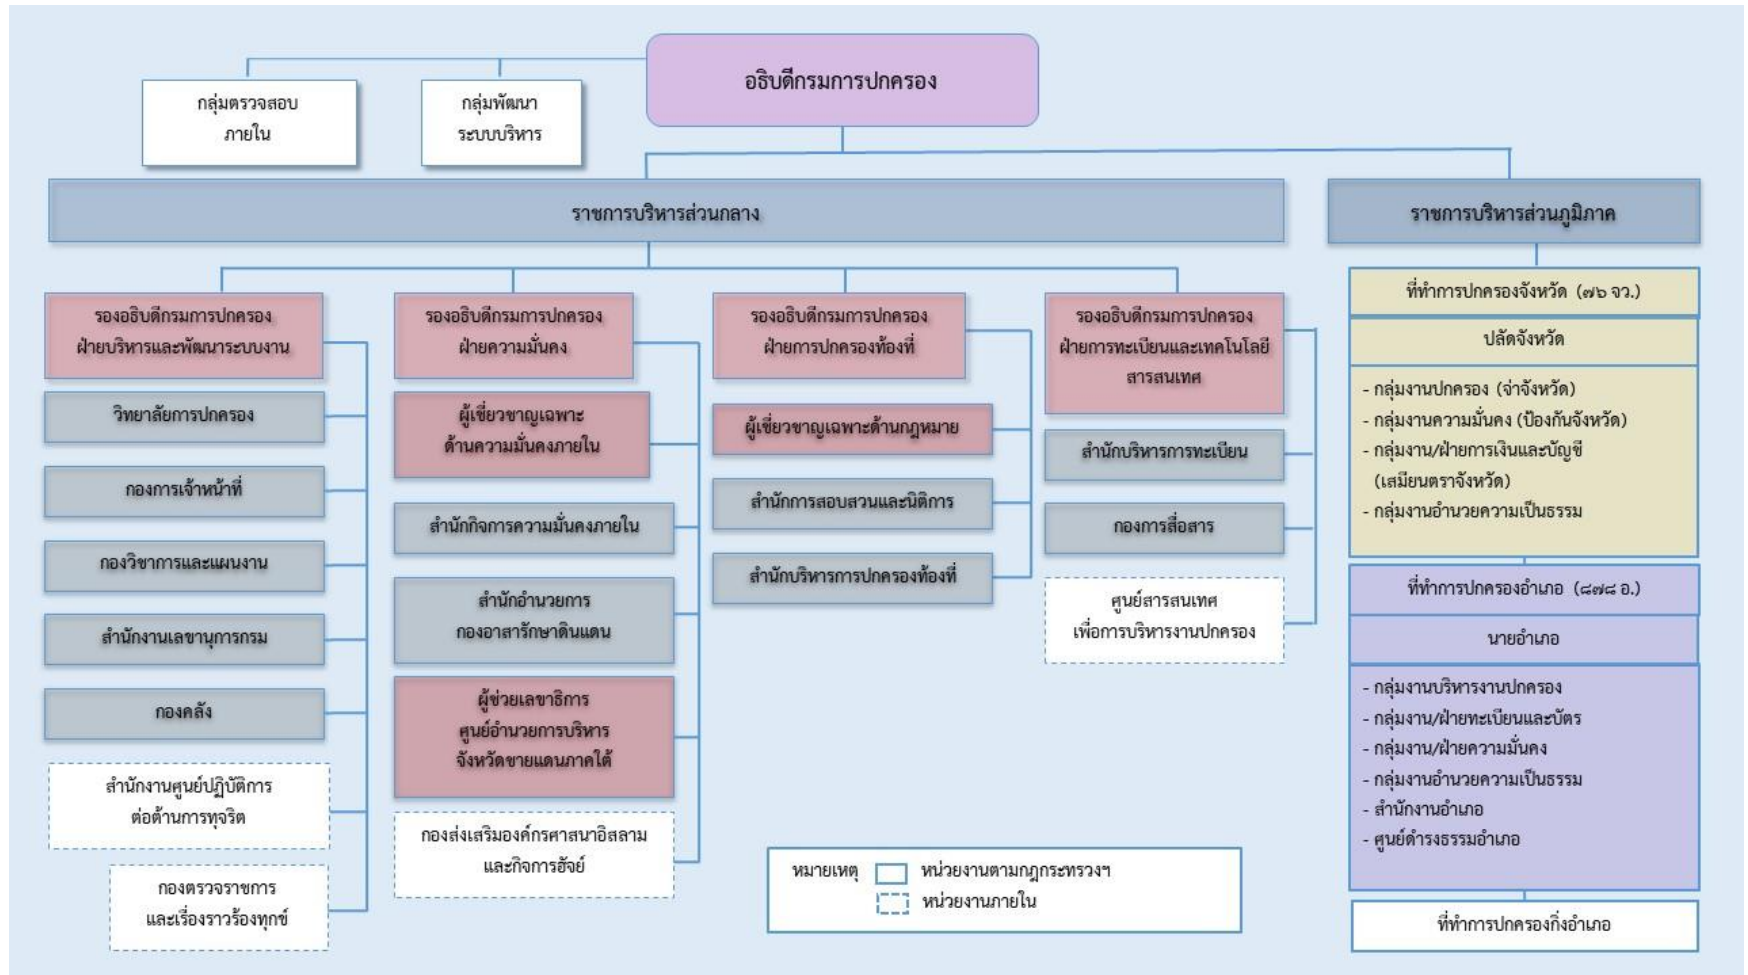 อธิบดีกรมการปกครอง
กลุ่มตรวจสอบ
ภายใน
กลุ่มพัฒนา
ระบบบริหาร
ราชการบริหารส่วนกลาง
ราชการบริหารส่วนภูมิภาค
รองอธิบดีกรมการปกครอง
ฝ่ายบริหารและพัฒนาระบบงาน
วิทยาลัยการปกครอง
กองการเจ้าหน้าที่
กองวิชาการและแผนงาน
สำนักงานเลขานุการกรม
กองคลัง
สำนักงานศูนย์ปฏิบัติการ
ต่อต้านการทุจริต
กองตรวจราชการ
และเรื่องราวร้องทุกข์
รองอธิบดีกรมการปกครอง
ฝ่ายความมั่นคง
ผู้เชี่ยวชาญเฉพาะ
ด้านความมั่นคงภายใน
สำนักกิจการความมั่นคงภายใน
สำนักอำนวยการ
กองอาสารักษาดินแดน
ผู้ช่วยเลขาธิการ
ศูนย์อำนวยการบริหาร
จังหวัดชายแดนภาคใต้
กองส่งเสริมองค์กรศาสนาอิสลาม
และกิจการฮัจย์
รองอธิบดีกรมการปกครอง
ฝ่ายการปกครองท้องที่
ผู้เชี่ยวชาญเฉพาะด้านกฎหมาย
สำนักการสอบสวนและนิติการ
สำนักบริหารการปกครองท้องที่
รองอธิบดีกรมการปกครอง
ฝ่ายการทะเบียนและเทคโนโลยี
สารสนเทศ
สำนักบริหารการทะเบียน
กองการสื่อสาร
ศูนย์สารสนเทศ
เพื่อการบริหารงานปกครอง
ที่ทำการปกครองจังหวัด (๗๖ จว.)
ปลัดจังหวัด
- กลุ่มงานปกครอง (จ่าจังหวัด)
- กลุ่มงานความมั่นคง (ป้องกันจังหวัด)
- กลุ่มงาน/ฝ่ายการเงินและบัญชี
(เสมียนตราจังหวัด)
- กลุ่มงานอำนวยความเป็นธรรม
ที่ทำการปกครองอำเภอ (๘๗๘ อ.)
นายอำเภอ
- กลุ่มงานบริหารงานปกครอง
- กลุ่มงาน/ฝ่ายทะเบียนและบัตร
- กลุ่มงาน/ฝ่ายความมั่นคง
- กลุ่มงานอำนวยความเป็นธรรม
- สำนักงานอำเภอ
- ศูนย์ดำรงธรรมอำเภอ
ที่ทำการปกครองกิ่งอำเภอ
หมายเหตุ หน่วยงานตามกฎกระทรวงฯ
หน่วยงานภายใน